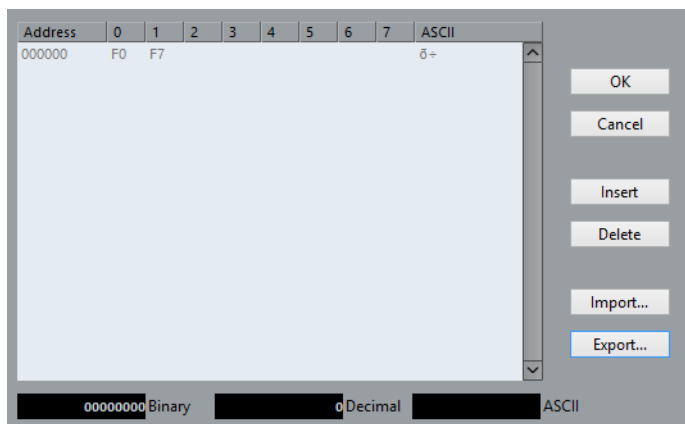 Address 0 1 2 3 4 5 6 7 ASCII
000000 F0 F7 ð÷
OK
Cancel
Insert
Delete
Import...
Export...
00000000 Binary 0 Decimal ASCII